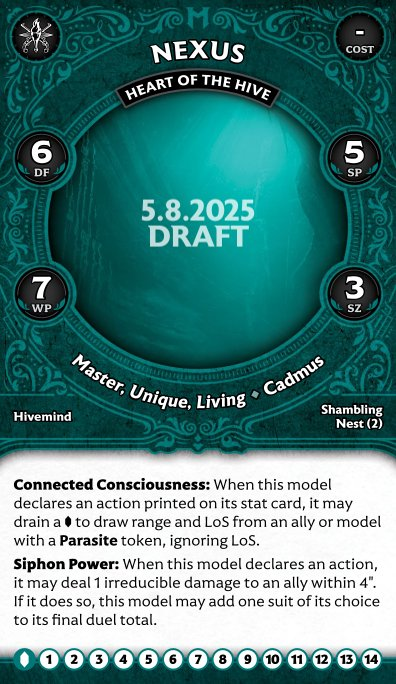 NEXUS
HEART OF THE HIVE
-
COST
6
DF
5
SP
5.8.2025
DRAFT
7
WP
3
SZ
Master, Unique, Living ⬥ Cadmus
Hivemind
Shambling
Nest (2)
Connected Consciousness: When this model
declares an action printed on its stat card, it may
drain a ⬧ to draw range and LoS from an ally or model
with a Parasite token, ignoring LoS.
Siphon Power: When this model declares an action,
it may deal 1 irreducible damage to an ally within 4".
If it does so, this model may add one suit of its choice
to its final duel total.
1 2 3 4 5 6 7 8 9 10 11 12 13 14